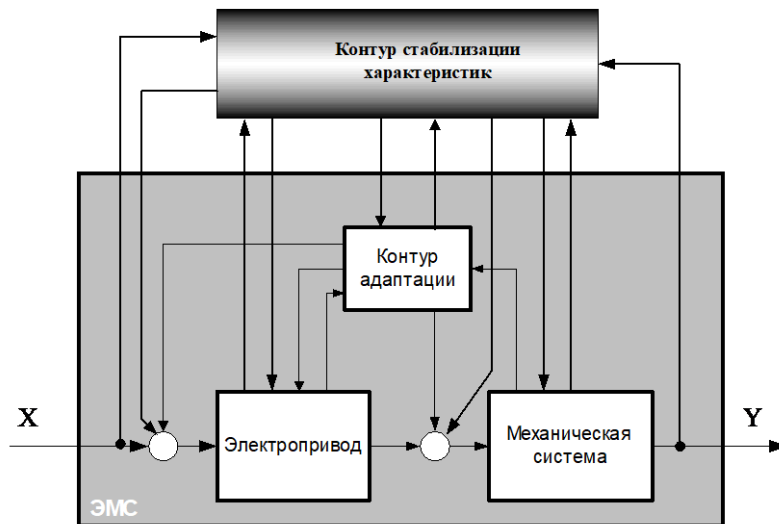 Контур стабилизации
характеристик
Контур
адаптации
X
Y
Электропривод
Механическая
система
ЭМС